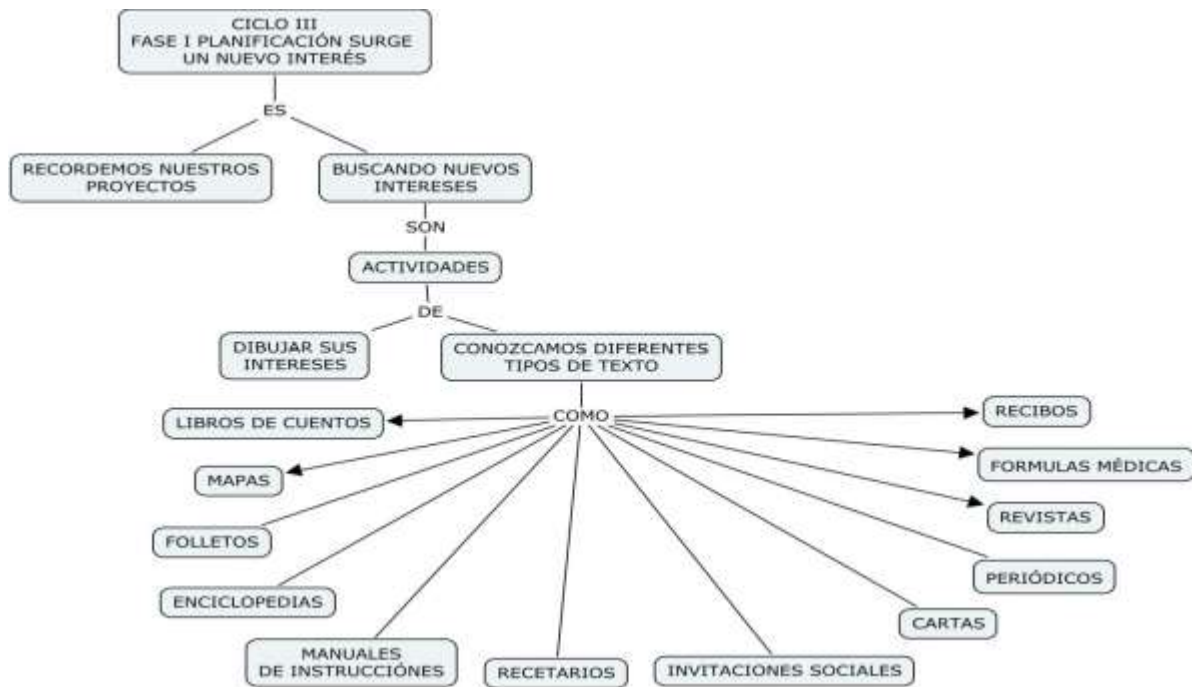 CICLO III
FASE I PLANIFICACIÓN SURGE
UN NUEVO INTERÉS
ES
RECORDEMOS NUESTROS
PROYECTOS
BUSCANDO NUEVOS
INTERESES
SON
ACTIVIDADES
DE
DIBUJAR SUS
INTERESES
CONOZCAMOS DIFERENTES
TIPOS DE TEXTO
COMO
LIBROS DE CUENTOS
MAPAS
FOLLETOS
ENCICLOPEDIAS
MANUALES
DE INSTRUCCIÓNES
RECETARIOS
INVITACIONES SOCIALES
CARTAS
PERIÓDICOS
REVISTAS
FORMULAS MÉDICAS
RECIBOS